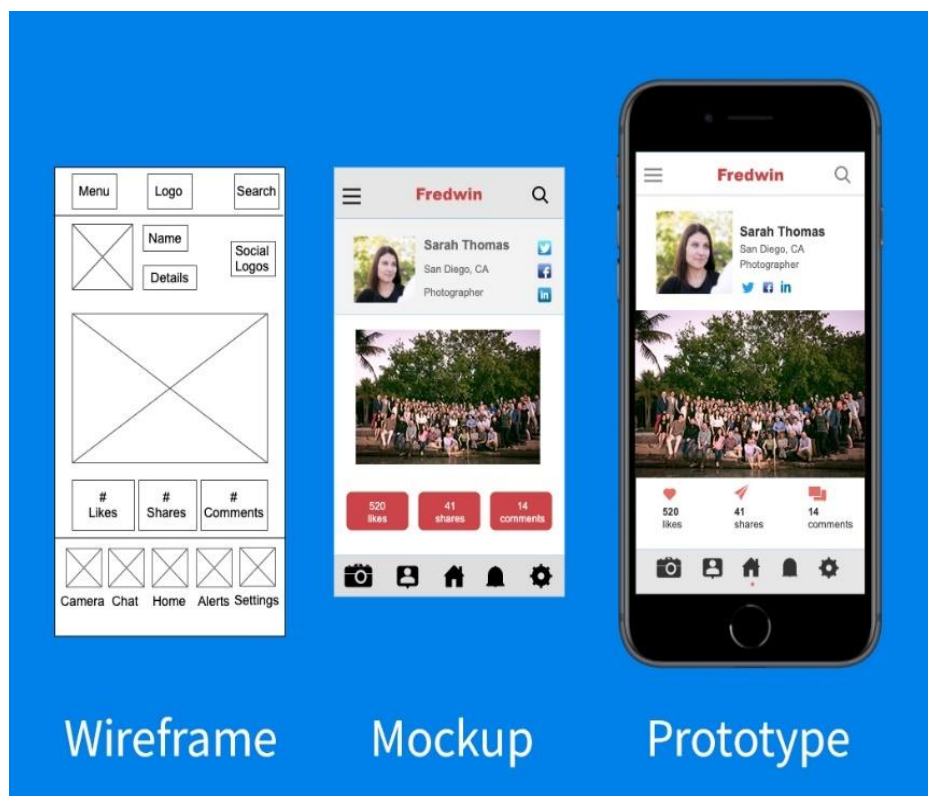 Menu
Logo
Search
Name
Details
Social
Logos
#
Likes
#
Shares
#
Comments
Camera
Chat
Home
Alerts
Settings
Fredwin
Sarah Thomas
San Diego, CA
Photographer
f
in
520
likes
41
shares
14
comments
Fredwin
Sarah Thomas
San Diego, CA
Photographer
f
in
520
likes
41
shares
14
comments
Wireframe
Mockup
Prototype